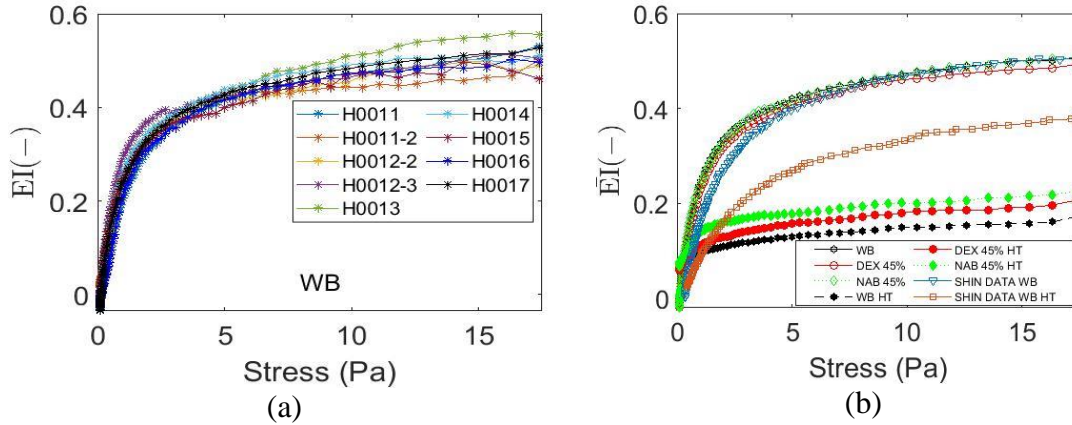 0.6
0.4
0.2
0
EI(−)
H0011
H0011-2
H0012-2
H0012-3
H0013
H0014
H0015
H0016
H0017
WB
0
5
10
15
Stress (Pa)
(a)
0.6
0.4
0.2
0
ĒI(−)
WB
DEX 45%
NAB 45%
WB HT
DEX 45% HT
NAB 45% HT
SHIN DATA WB
SHIN DATA WB HT
0
5
10
15
Stress (Pa)
(b)